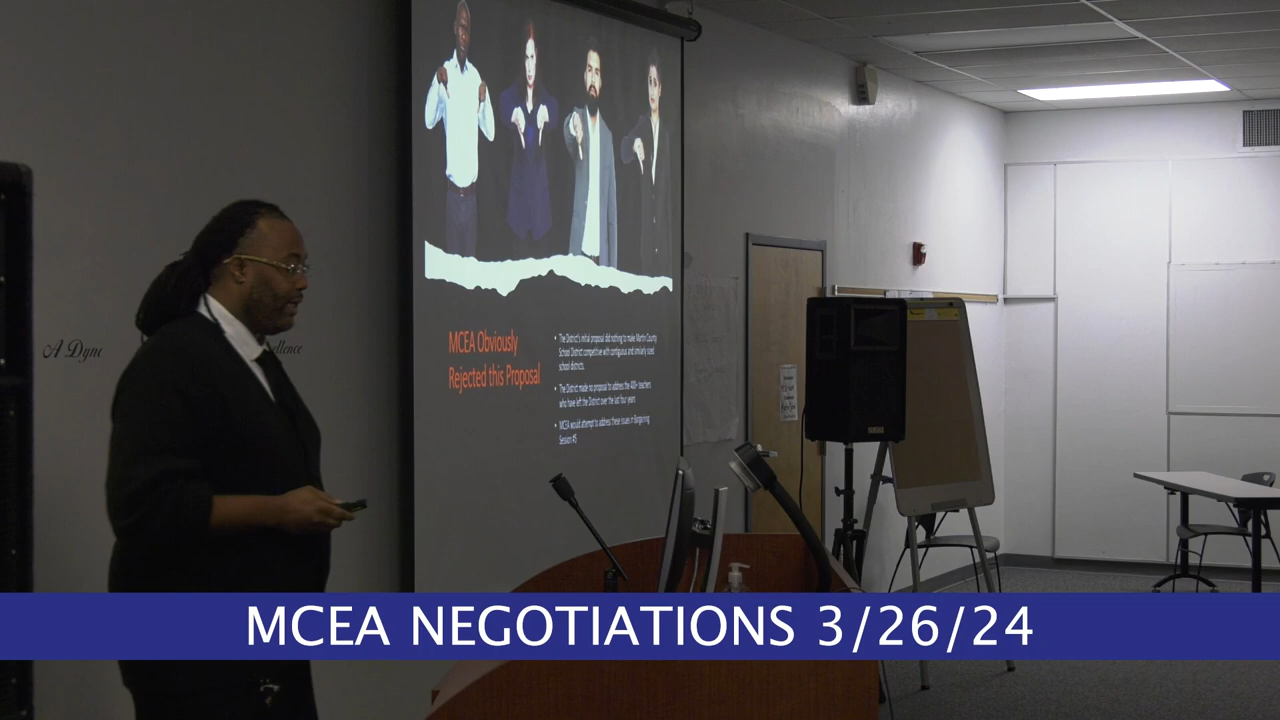 MCEA Obviously
Rejected this Proposal
• The District's initial proposal did nothing to make Martin County
School District competitive with contiguous and similarly sized
school districts.
• The District made no proposal to address the 400+ teachers
who have left the District over the last four years
• MCEA would attempt to address these issues in Bargaining
Session #5
A Dync
ellence
MCEA NEGOTIATIONS 3/26/24